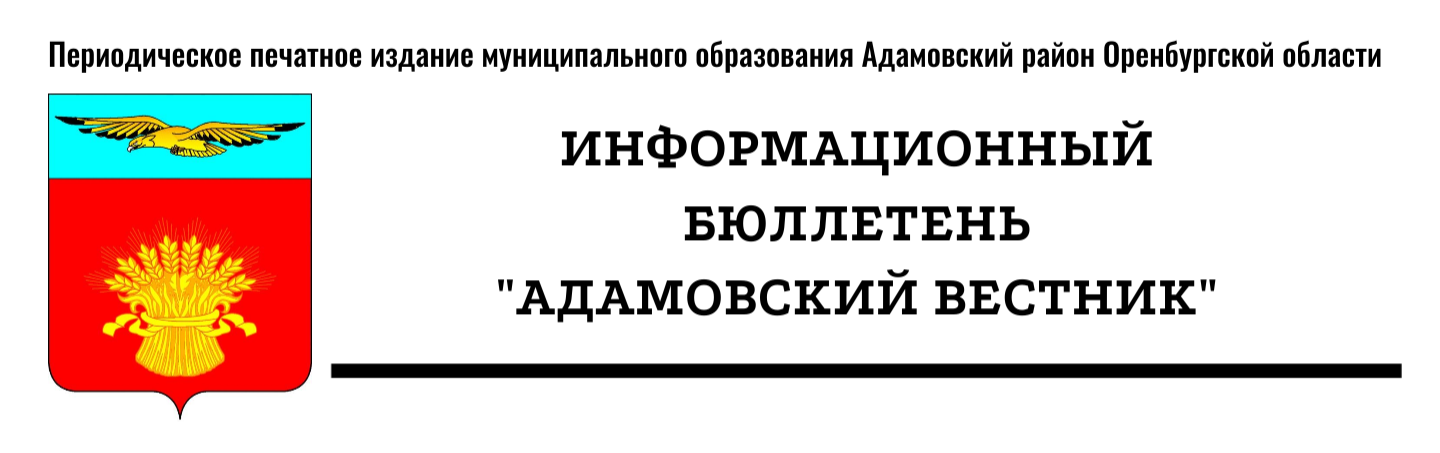 Периодическое печатное издание муниципального образования Адамовский район Оренбургской области
ИНФОРМАЦИОННЫЙ
БЮЛЛЕТЕНЬ
"АДАМОВСКИЙ ВЕСТНИК"